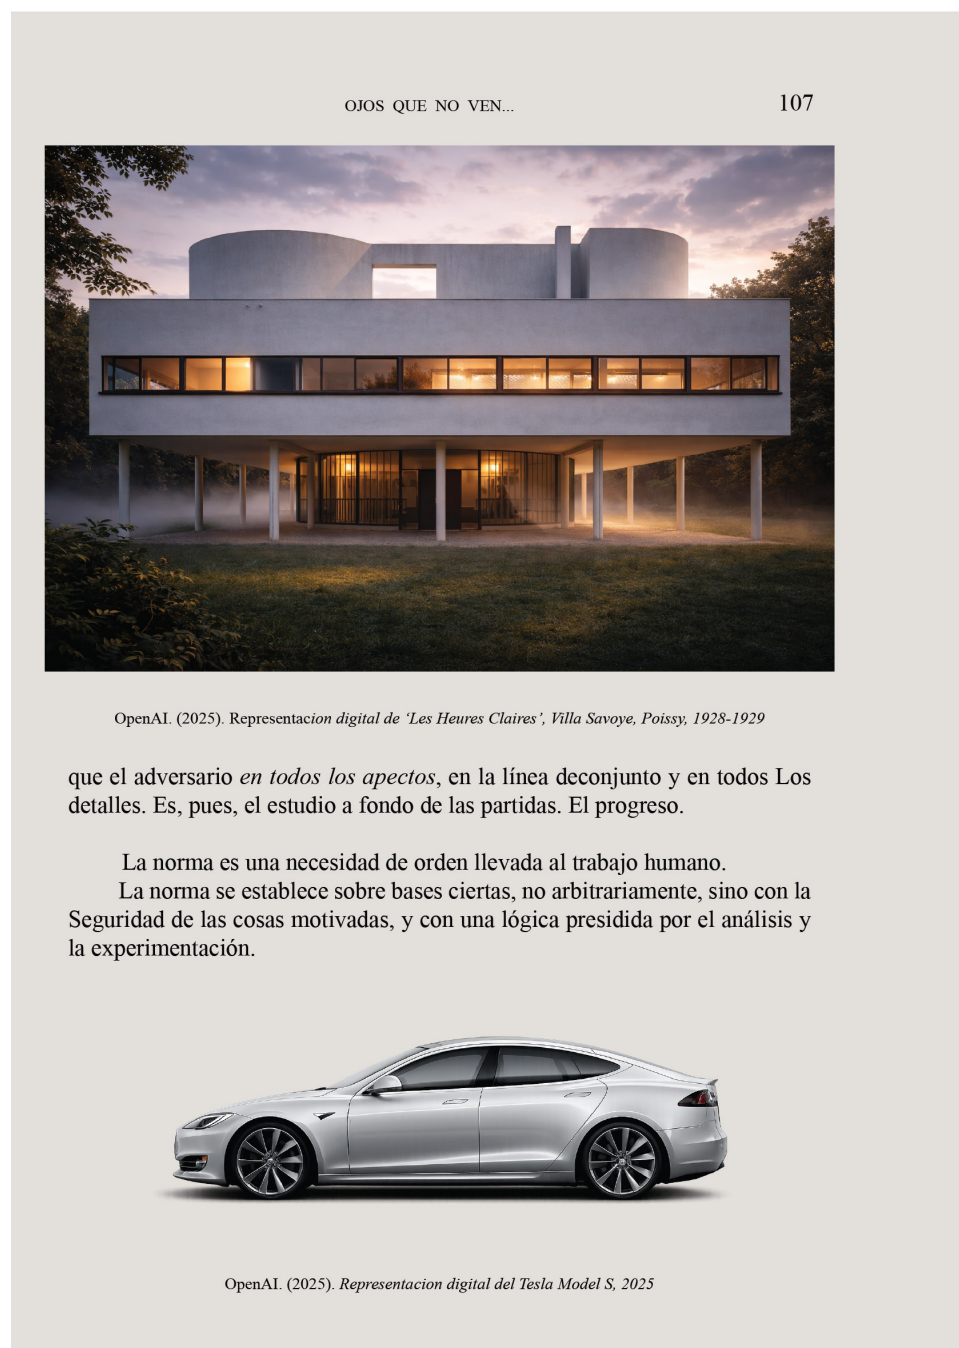 OJOS QUE NO VEN...
107
OpenAI. (2025). Representacion digital de ‘Les Heures Claires’, Villa Savoye, Poissy, 1928-1929
que el adversario en todos los apectos, en la línea deconjunto y en todos Los
detalles. Es, pues, el estudio a fondo de las partidas. El progreso.
La norma es una necesidad de orden llevada al trabajo humano.
La norma se establece sobre bases ciertas, no arbitrariamente, sino con la
Seguridad de las cosas motivadas, y con una lógica presidida por el análisis y
la experimentación.
OpenAI. (2025). Representacion digital del Tesla Model S, 2025